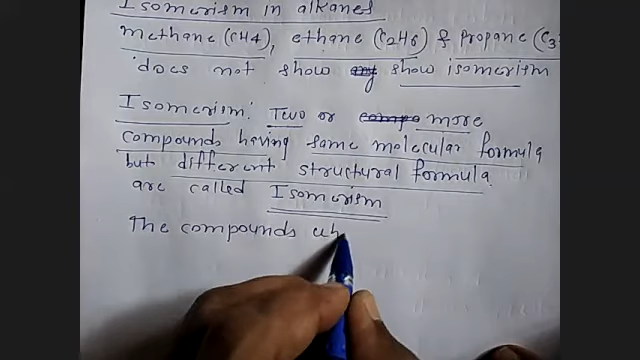 Isomerism in alkanes
methane (CH4), ethane (C2H6) & propane (C3
does not show show isomerism
Isomerism: Two or more
compounds having same molecular formula
but different structural formula.
are called Isomerism
The compounds wh